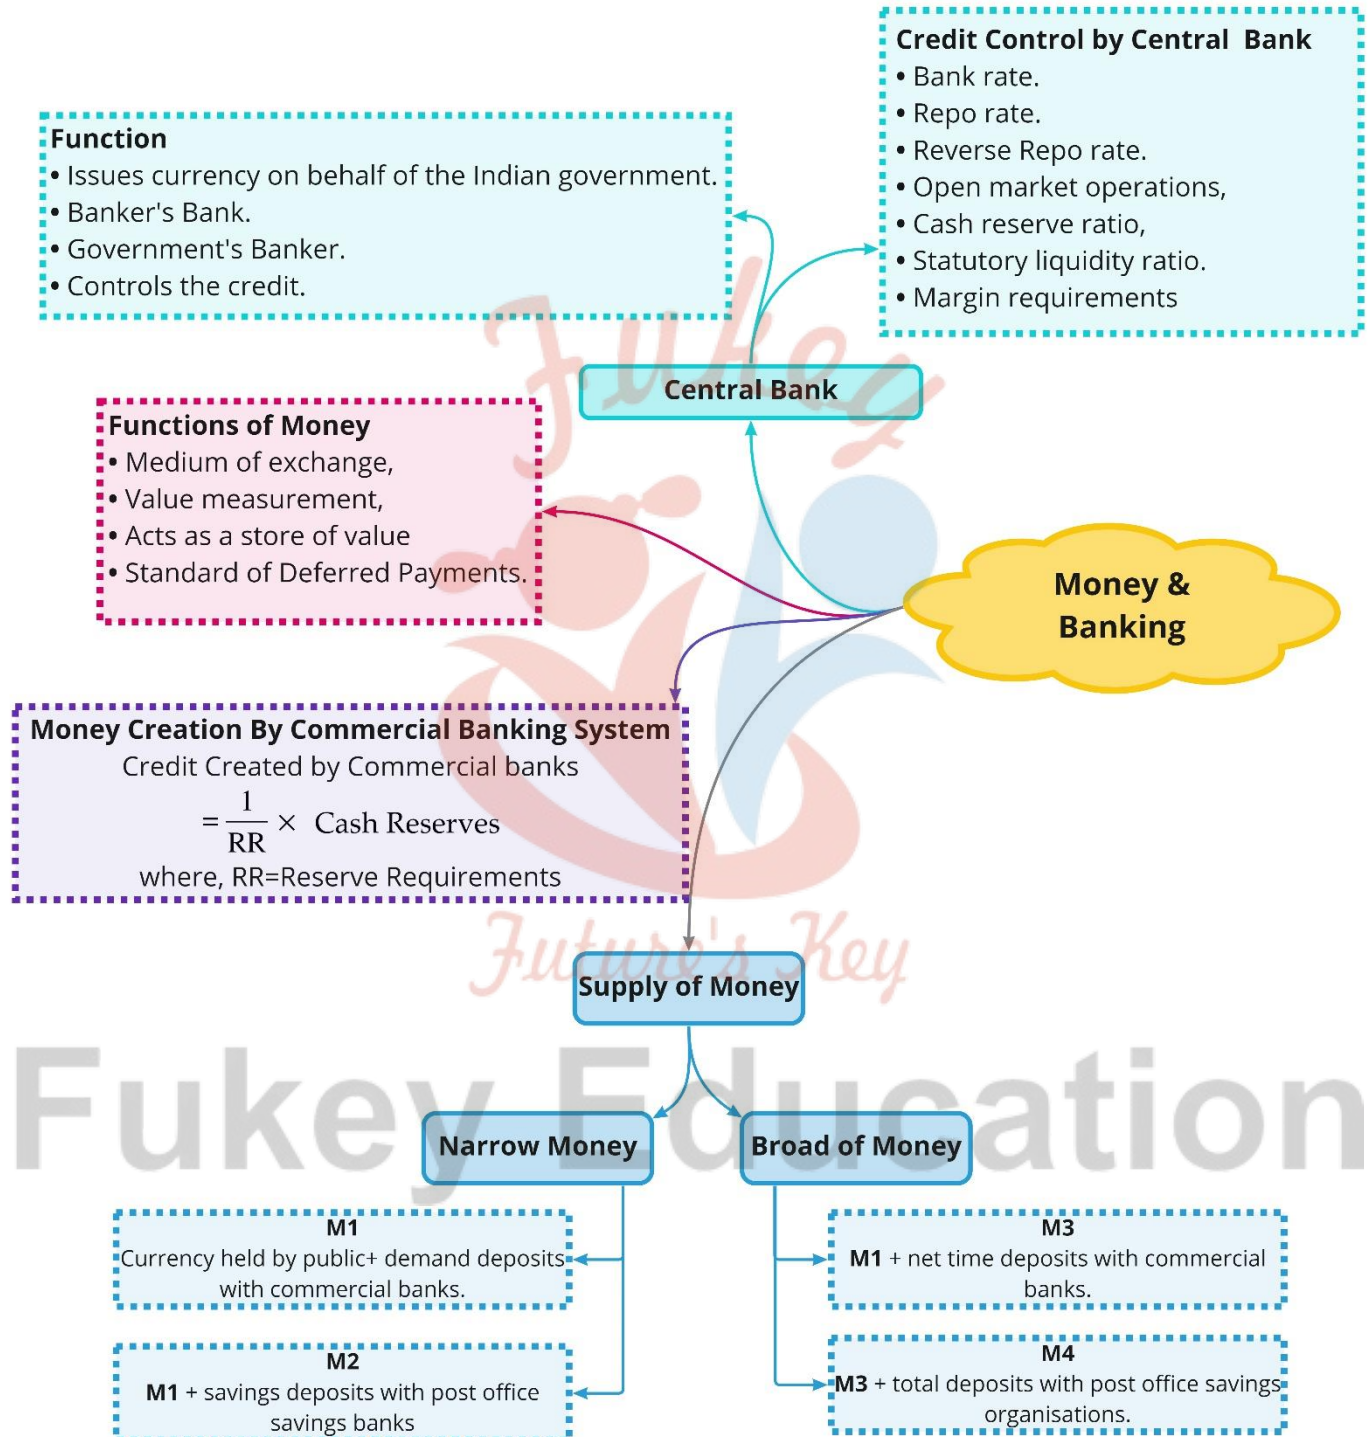 Credit Control by Central Bank
• Bank rate.
• Repo rate.
• Reverse Repo rate.
• Open market operations,
• Cash reserve ratio,
• Statutory liquidity ratio.
• Margin requirements
Function
• Issues currency on behalf of the Indian government.
• Banker's Bank.
• Government's Banker.
• Controls the credit.
Fukey
Central Bank
Functions of Money
• Medium of exchange,
• Value measurement,
• Acts as a store of value
• Standard of Deferred Payments.
Money &
Banking
Money Creation By Commercial Banking System
Credit Created by Commercial banks
= 1/RR × Cash Reserves
where, RR=Reserve Requirements
Future's Key
Supply of Money
Fukey Education
Narrow Money
Broad of Money
M1
Currency held by public+ demand deposits
with commercial banks.
M2
M1 + savings deposits with post office
savings banks
M3
M1 + net time deposits with commercial
banks.
M4
M3 + total deposits with post office savings
organisations.